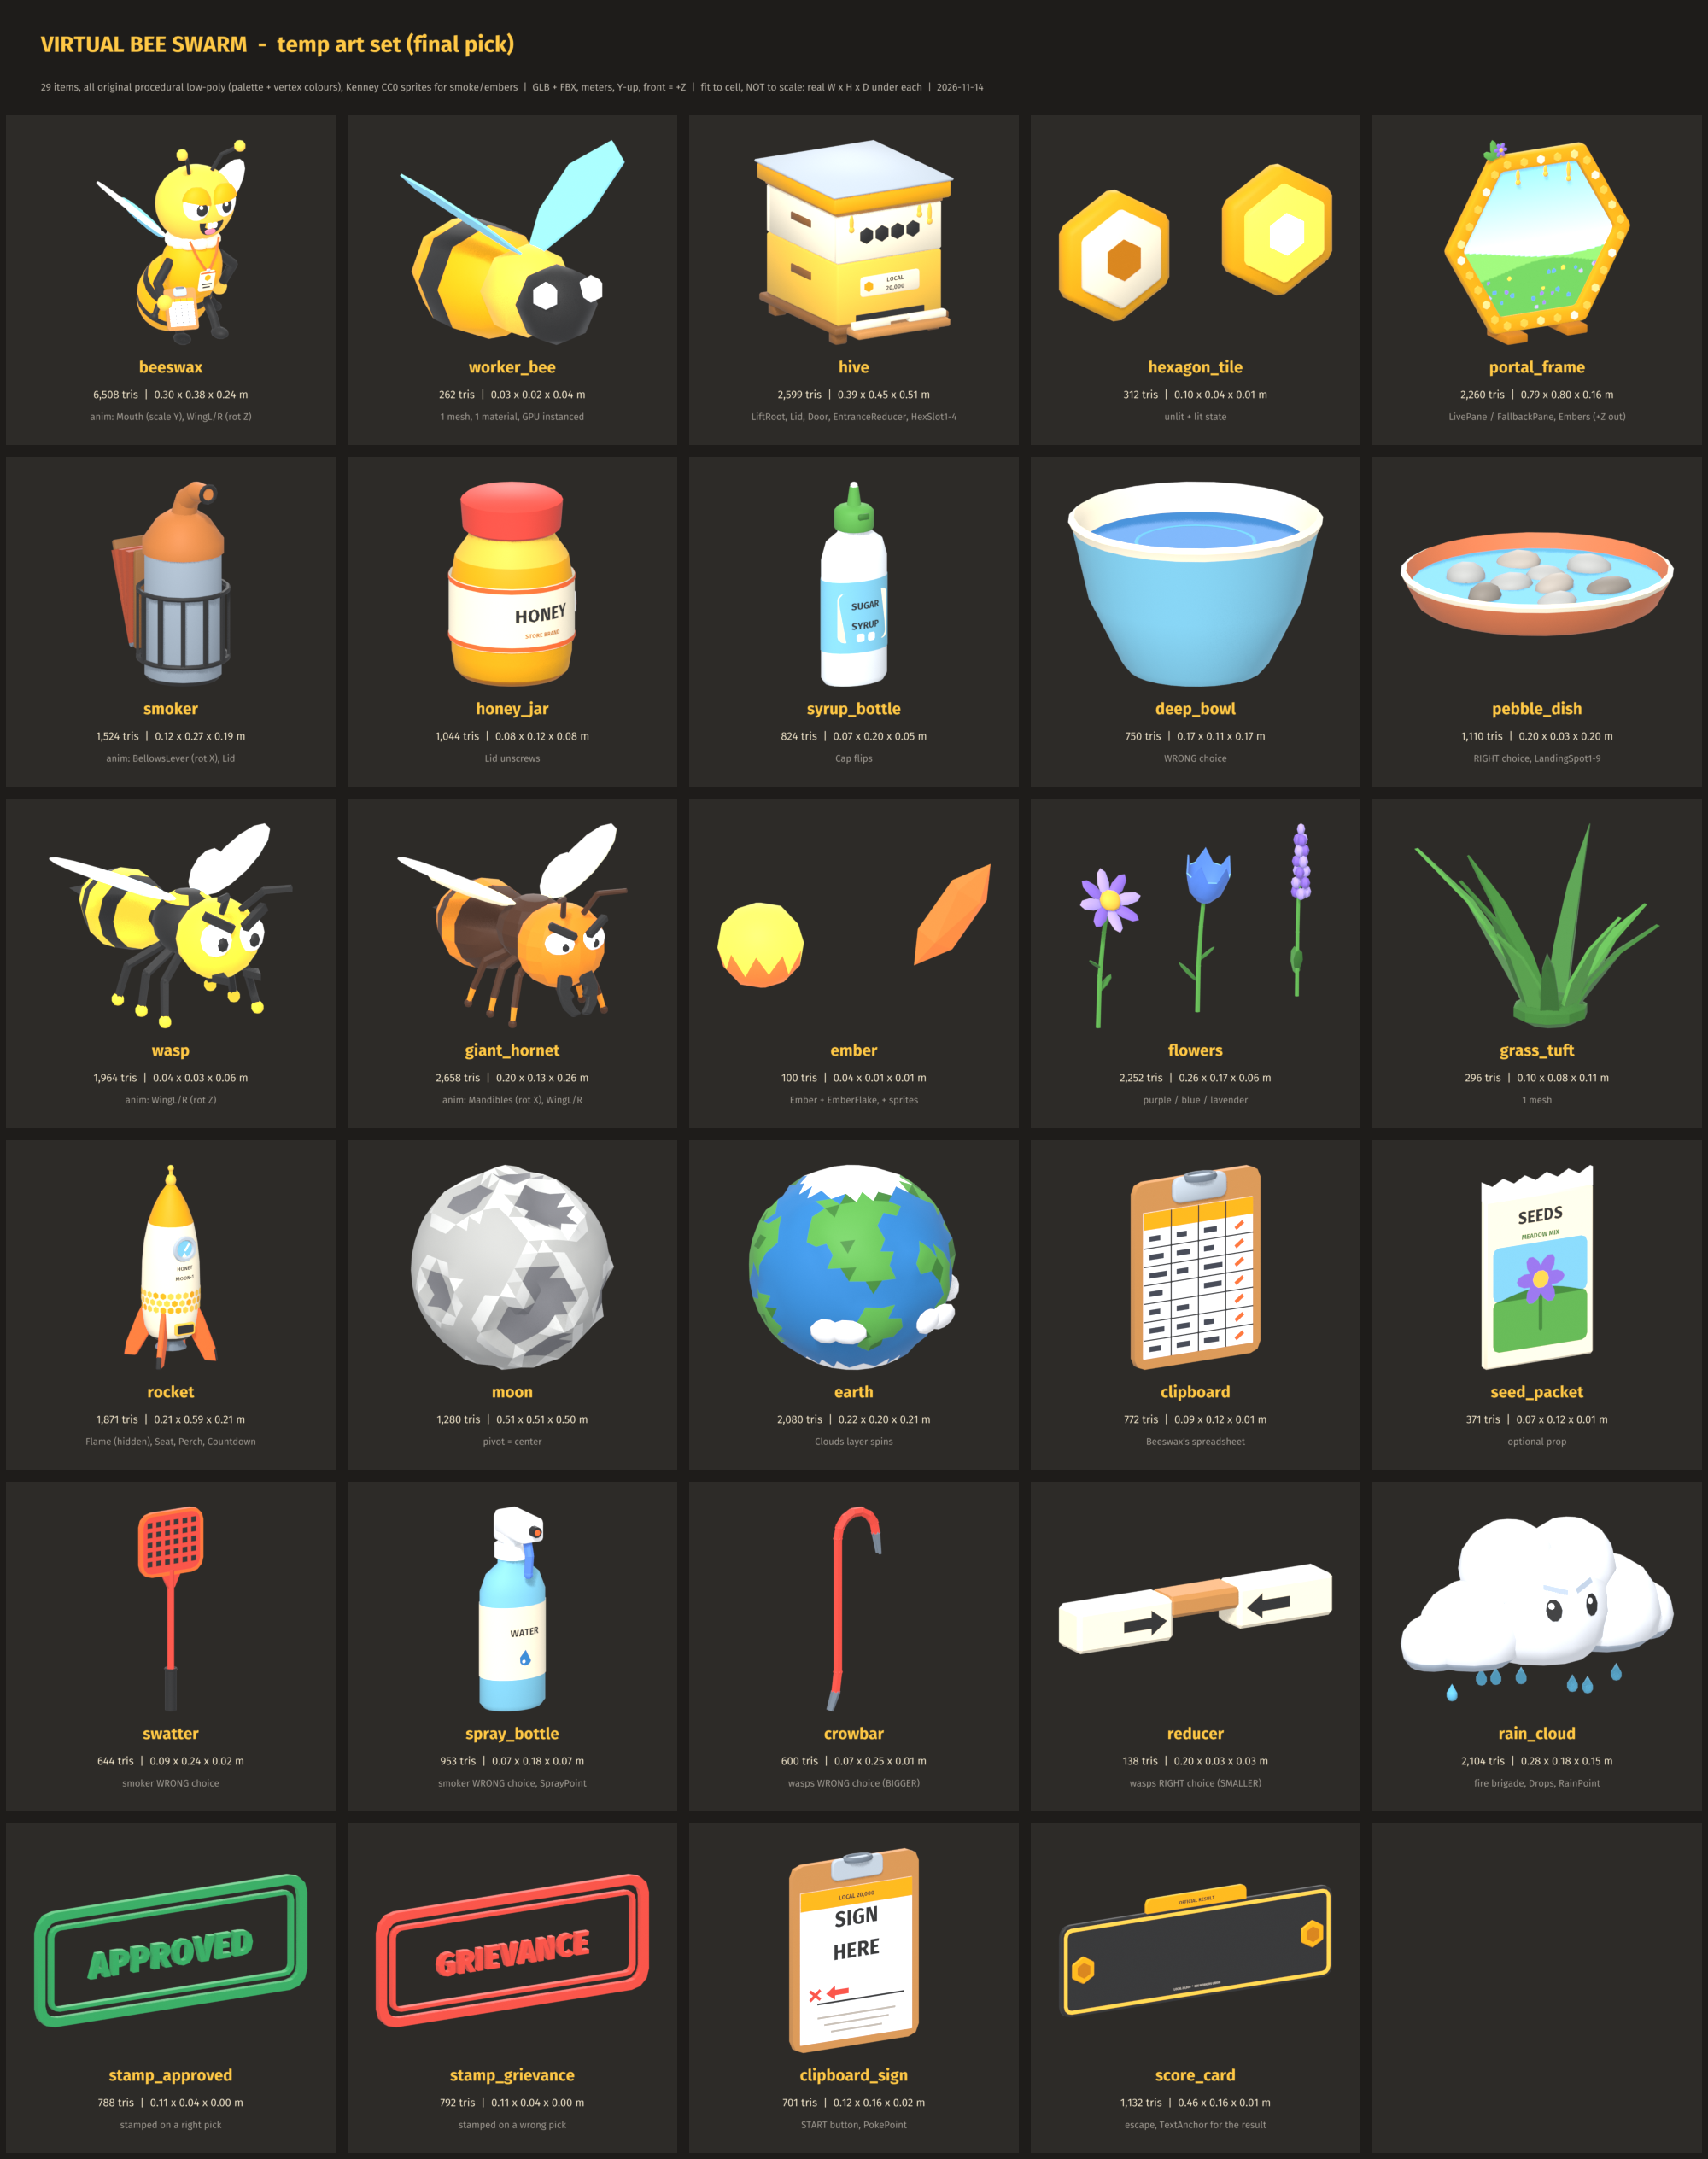 VIRTUAL BEE SWARM - temp art set (final pick)
29 items, all original procedural low-poly (palette + vertex colours), Kenney CC0 sprites for smoke/embers | GLB + FBX, meters, Y-up, front = +Z | fit to cell, NOT to scale: real W x H x D under each | 2026-11-14
LOCAL
20,000
beeswax
6,508 tris | 0.30 x 0.38 x 0.24 m
anim: Mouth (scale Y), WingL/R (rot Z)
worker_bee
262 tris | 0.03 x 0.02 x 0.04 m
1 mesh, 1 material, GPU instanced
hive
2,599 tris | 0.39 x 0.45 x 0.51 m
LiftRoot, Lid, Door, EntranceReducer, HexSlot1-4
hexagon_tile
312 tris | 0.10 x 0.04 x 0.01 m
unlit + lit state
portal_frame
2,260 tris | 0.79 x 0.80 x 0.16 m
LivePane / FallbackPane, Embers (+Z out)
HONEY
STORE BRAND
SUGAR
SYRUP
smoker
1,524 tris | 0.12 x 0.27 x 0.19 m
anim: BellowsLever (rot X), Lid
honey_jar
1,044 tris | 0.08 x 0.12 x 0.08 m
Lid unscrews
syrup_bottle
824 tris | 0.07 x 0.20 x 0.05 m
Cap flips
deep_bowl
750 tris | 0.17 x 0.11 x 0.17 m
WRONG choice
pebble_dish
1,110 tris | 0.20 x 0.03 x 0.20 m
RIGHT choice, LandingSpot1-9
wasp
1,964 tris | 0.04 x 0.03 x 0.06 m
anim: WingL/R (rot Z)
giant_hornet
2,658 tris | 0.20 x 0.13 x 0.26 m
anim: Mandibles (rot X), WingL/R
ember
100 tris | 0.04 x 0.01 x 0.01 m
Ember + EmberFlake, + sprites
flowers
2,252 tris | 0.26 x 0.17 x 0.06 m
purple / blue / lavender
grass_tuft
296 tris | 0.10 x 0.08 x 0.11 m
1 mesh
HONEY
MOON-1
SEEDS
MEADOW MIX
rocket
1,871 tris | 0.21 x 0.59 x 0.21 m
Flame (hidden), Seat, Perch, Countdown
moon
1,280 tris | 0.51 x 0.51 x 0.50 m
pivot = center
earth
2,080 tris | 0.22 x 0.20 x 0.21 m
Clouds layer spins
clipboard
772 tris | 0.09 x 0.12 x 0.01 m
Beeswax's spreadsheet
seed_packet
371 tris | 0.07 x 0.12 x 0.01 m
optional prop
WATER
swatter
644 tris | 0.09 x 0.24 x 0.02 m
smoker WRONG choice
spray_bottle
953 tris | 0.07 x 0.18 x 0.07 m
smoker WRONG choice, SprayPoint
crowbar
600 tris | 0.07 x 0.25 x 0.01 m
wasps WRONG choice (BIGGER)
reducer
138 tris | 0.20 x 0.03 x 0.03 m
wasps RIGHT choice (SMALLER)
rain_cloud
2,104 tris | 0.28 x 0.18 x 0.15 m
fire brigade, Drops, RainPoint
APPROVED
GRIEVANCE
LOCAL 20,000
SIGN
HERE
OFFICIAL RESULT
stamp_approved
788 tris | 0.11 x 0.04 x 0.00 m
stamped on a right pick
stamp_grievance
792 tris | 0.11 x 0.04 x 0.00 m
stamped on a wrong pick
clipboard_sign
701 tris | 0.12 x 0.16 x 0.02 m
START button, PokePoint
score_card
1,132 tris | 0.46 x 0.16 x 0.01 m
escape, TextAnchor for the result